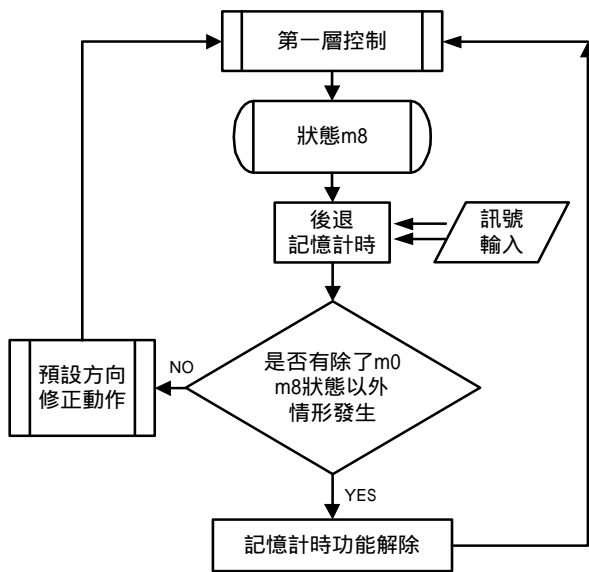 第一層控制
狀態m8
後退
記憶計時
訊號
輸入
是否有除了m0
m8狀態以外
情形發生
NO
預設方向
修正動作
YES
記憶計時功能解除